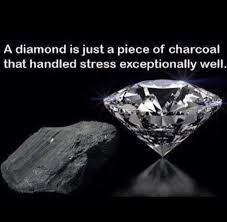 A diamond is just a piece of charcoal
that handled stress exceptionally well.